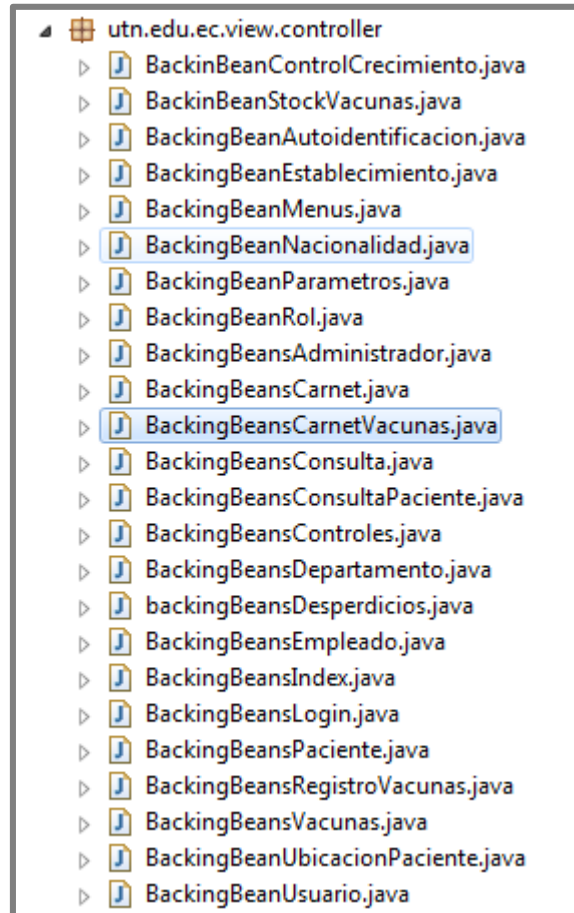 utn.edu.ec.view.controller
BackinBeanControlCrecimiento.java
BackinBeanStockVacunas.java
BackingBeanAutoidentificacion.java
BackingBeanEstablecimiento.java
BackingBeanMenus.java
BackingBeanNacionalidad.java
BackingBeanParametros.java
BackingBeanRol.java
BackingBeansAdministrador.java
BackingBeansCarnet.java
BackingBeansCarnetVacunas.java
BackingBeansConsulta.java
BackingBeansConsultaPaciente.java
BackingBeansControles.java
BackingBeansDepartamento.java
backingBeansDesperdicios.java
BackingBeansEmpleado.java
BackingBeansIndex.java
BackingBeansLogin.java
BackingBeansPaciente.java
BackingBeansRegistroVacunas.java
BackingBeansVacunas.java
BackingBeanUbicacionPaciente.java
BackingBeanUsuario.java